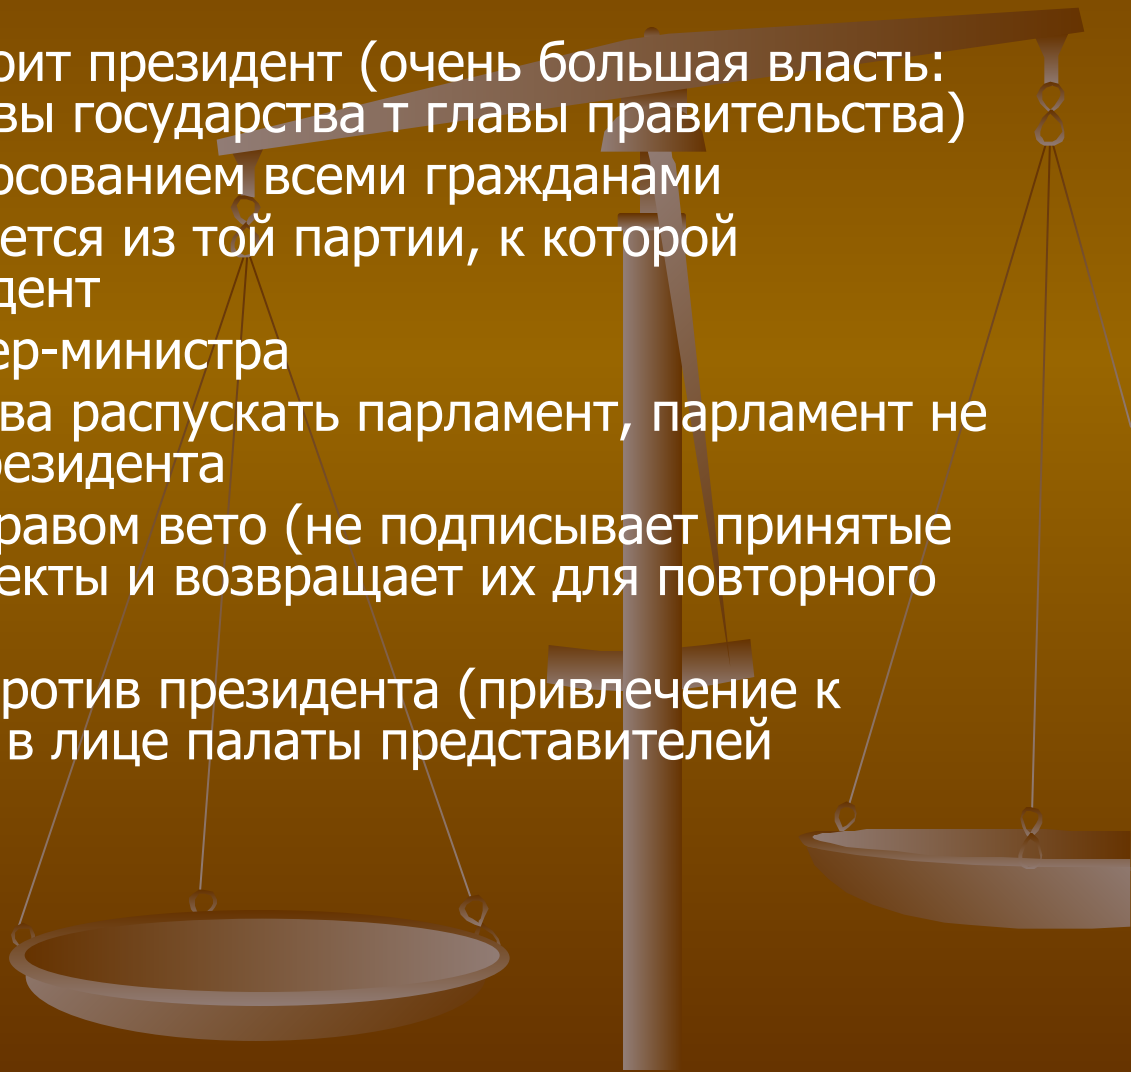 оит президент (очень большая власть:
вы государства т главы правительства)
осованием всеми гражданами
ется из той партии, к которой
дент
ер-министра
ва распускать парламент, парламент не
резидента
равом вето (не подписывает принятые
екты и возвращает их для повторного
ротив президента (привлечение к
в лице палаты представителей